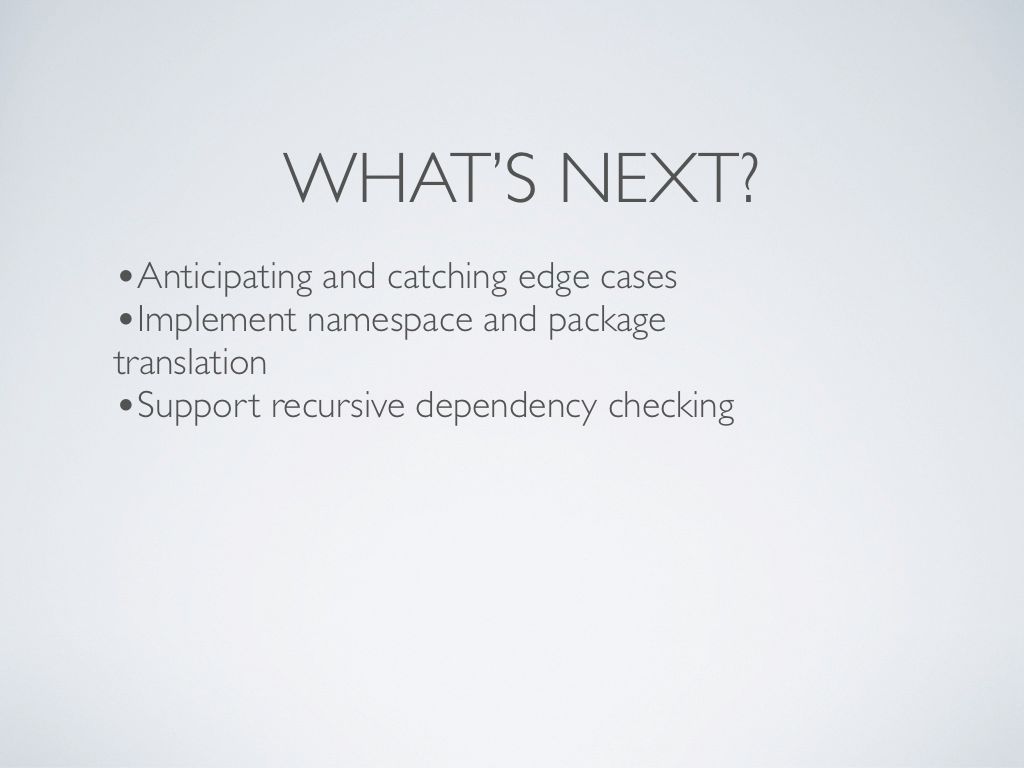 WHAT’S NEXT?
•Anticipating and catching edge cases
•Implement namespace and package
translation
•Support recursive dependency checking